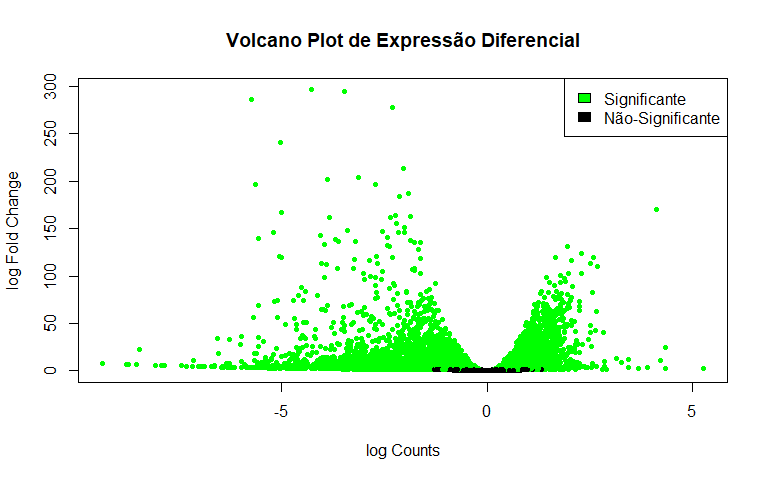 Volcano Plot de Expressão Diferencial
Significante
Não-Significante
log Fold Change
300
250
200
150
100
50
0
-5
0
5
log Counts